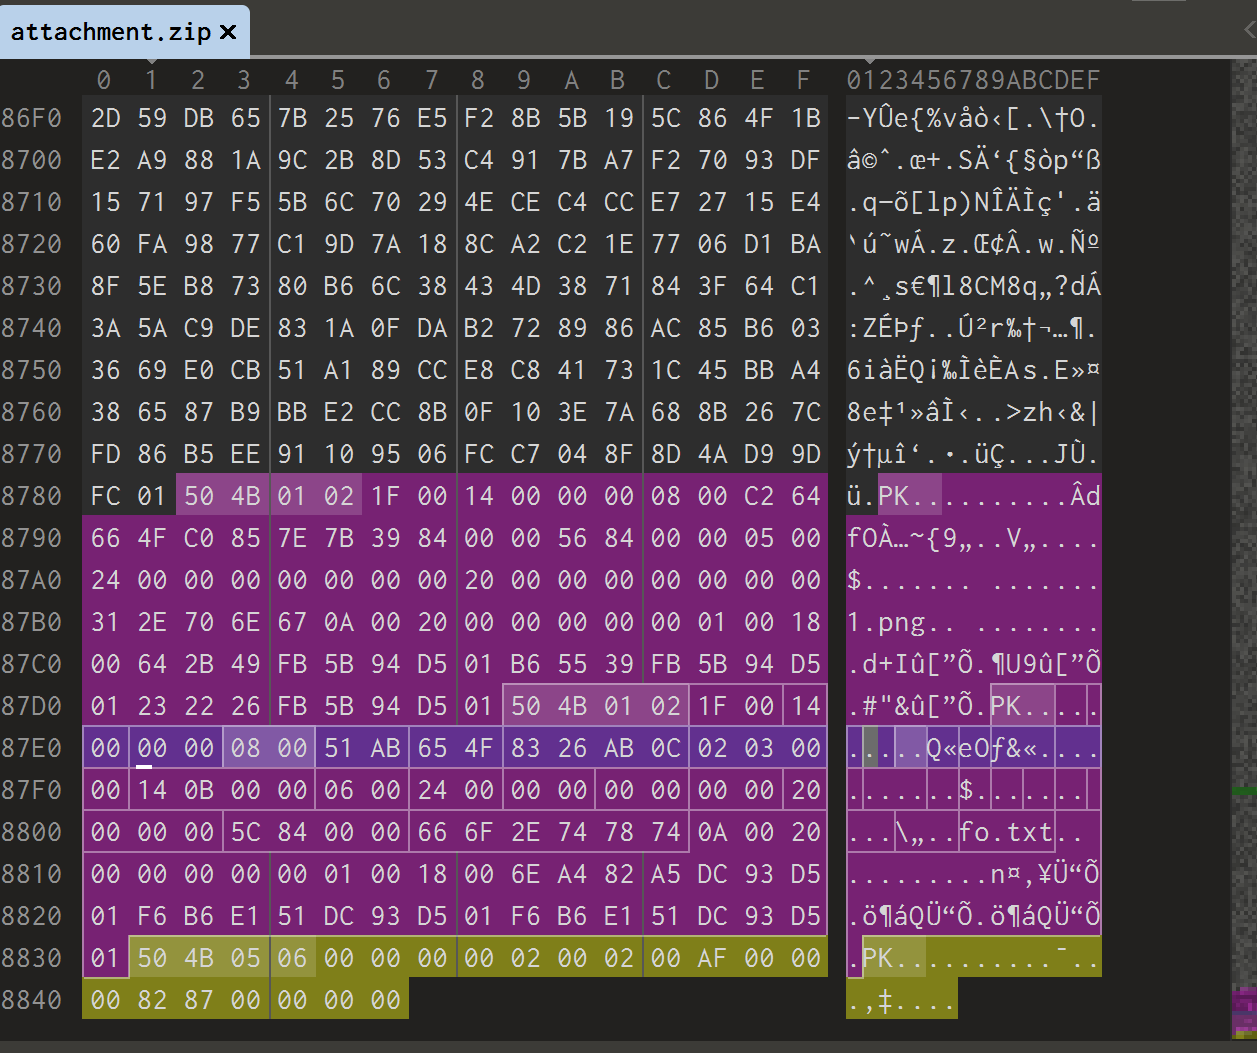 attachment.zip ×
0 1 2 3 4 5 6 7 8 9 A B C D E F 0123456789ABCDEF
86F0 2D 59 DB 65 7B 25 76 E5 F2 8B 5B 19 5C 86 4F 1B -YÛe{%våò‹[.\†O.
8700 E2 A9 88 1A 9C 2B 8D 53 C4 91 7B A7 F2 70 93 DF â©ˆ.œ+.SÄ‘{§òp“ß
8710 15 71 97 F5 5B 6C 70 29 4E CE C4 CC E7 27 15 E4 .q—õ[lp)NÎÄÌç'.ä
8720 60 FA 98 77 C1 9D 7A 18 8C A2 C2 1E 77 06 D1 BA `ú˜wÁ.z.Œ¢Â.w.Ñº
8730 8F 5E B8 73 80 B6 6C 38 43 4D 38 71 84 3F 64 C1 .^¸s€¶l8CM8q„?dÁ
8740 3A 5A C9 DE 83 1A 0F DA B2 72 89 86 AC 85 B6 03 :ZÉÞƒ..Ú²r‰†¬…¶.
8750 36 69 E0 CB 51 A1 89 CC E8 C8 41 73 1C 45 BB A4 6iàËQ¡‰ÌèÈAs.E»¤
8760 38 65 87 B9 BB E2 CC 8B 0F 10 3E 7A 68 8B 26 7C 8e‡¹»âÌ‹..>zh‹&|
8770 FD 86 B5 EE 91 10 95 06 FC C7 04 8F 8D 4A D9 9D ý†µî‘.•.üÇ...JÙ.
8780 FC 01 50 4B 01 02 1F 00 14 00 00 00 08 00 C2 64 ü.PK..........Âd
8790 66 4F C0 85 7E 7B 39 84 00 00 56 84 00 00 05 00 fOÀ…~{9„..V„....
87A0 24 00 00 00 00 00 00 00 20 00 00 00 00 00 00 00 $....... .......
87B0 31 2E 70 6E 67 0A 00 20 00 00 00 00 00 01 00 18 1.png.. ........
87C0 00 64 2B 49 FB 5B 94 D5 01 B6 55 39 FB 5B 94 D5 .d+Iû[”Õ.¶U9û[”Õ
87D0 01 23 22 26 FB 5B 94 D5 01 50 4B 01 02 1F 00 14 .#"&û[”Õ.PK.....
87E0 00 00 00 08 00 51 AB 65 4F 83 26 AB 0C 02 03 00 .....Q«eOƒ&«....
87F0 00 14 0B 00 00 06 00 24 00 00 00 00 00 00 00 20 .......$.......
8800 00 00 00 5C 84 00 00 66 6F 2E 74 78 74 0A 00 20 ...\„..fo.txt..
8810 00 00 00 00 00 01 00 18 00 6E A4 82 A5 DC 93 D5 .........n¤‚¥Ü“Õ
8820 01 F6 B6 E1 51 DC 93 D5 01 F6 B6 E1 51 DC 93 D5 .ö¶áQÜ“Õ.ö¶áQÜ“Õ
8830 01 50 4B 05 06 00 00 00 00 02 00 02 00 AF 00 00 .PK..........¯..
8840 00 82 87 00 00 00 00 .‚‡....